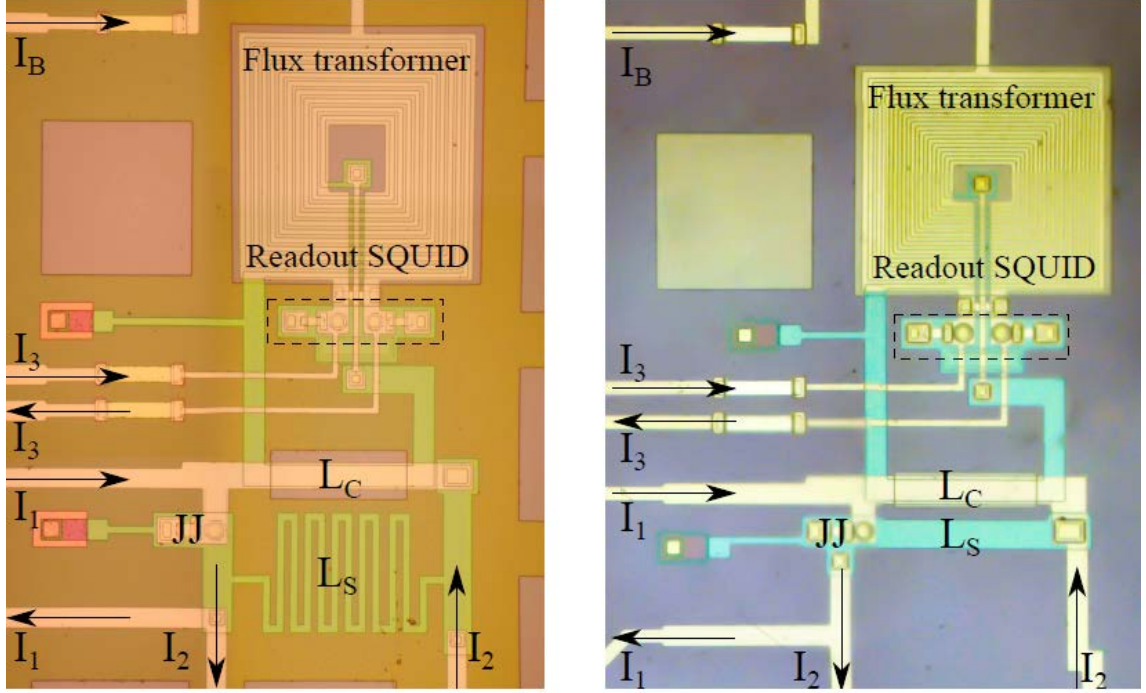 I_B
Flux transformer
Readout SQUID
I_3
I_3
L_C
I_1
JJ
L_S
I_1
I_2
I_2
I_B
Flux transformer
Readout SQUID
I_3
I_3
L_C
I_1
JJ
L_S
I_1
I_2
I_2